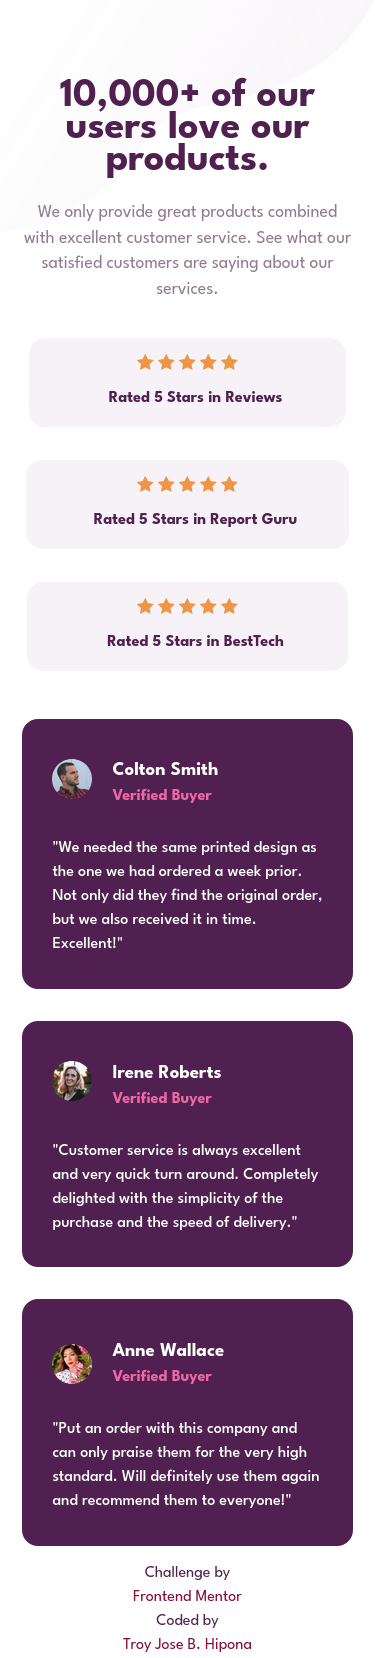 10,000+ of our
users love our
products.
We only provide great products combined
with excellent customer service. See what our
satisfied customers are saying about our
services.
Rated 5 Stars in Reviews
Rated 5 Stars in Report Guru
Rated 5 Stars in BestTech
Colton Smith
Verified Buyer
"We needed the same printed design as
the one we had ordered a week prior.
Not only did they find the original order,
but we also received it in time.
Excellent!"
Irene Roberts
Verified Buyer
"Customer service is always excellent
and very quick turn around. Completely
delighted with the simplicity of the
purchase and the speed of delivery."
Anne Wallace
Verified Buyer
"Put an order with this company and
can only praise them for the very high
standard. Will definitely use them again
and recommend them to everyone!"
Challenge by
Frontend Mentor
Coded by
Troy Jose B. Hipona